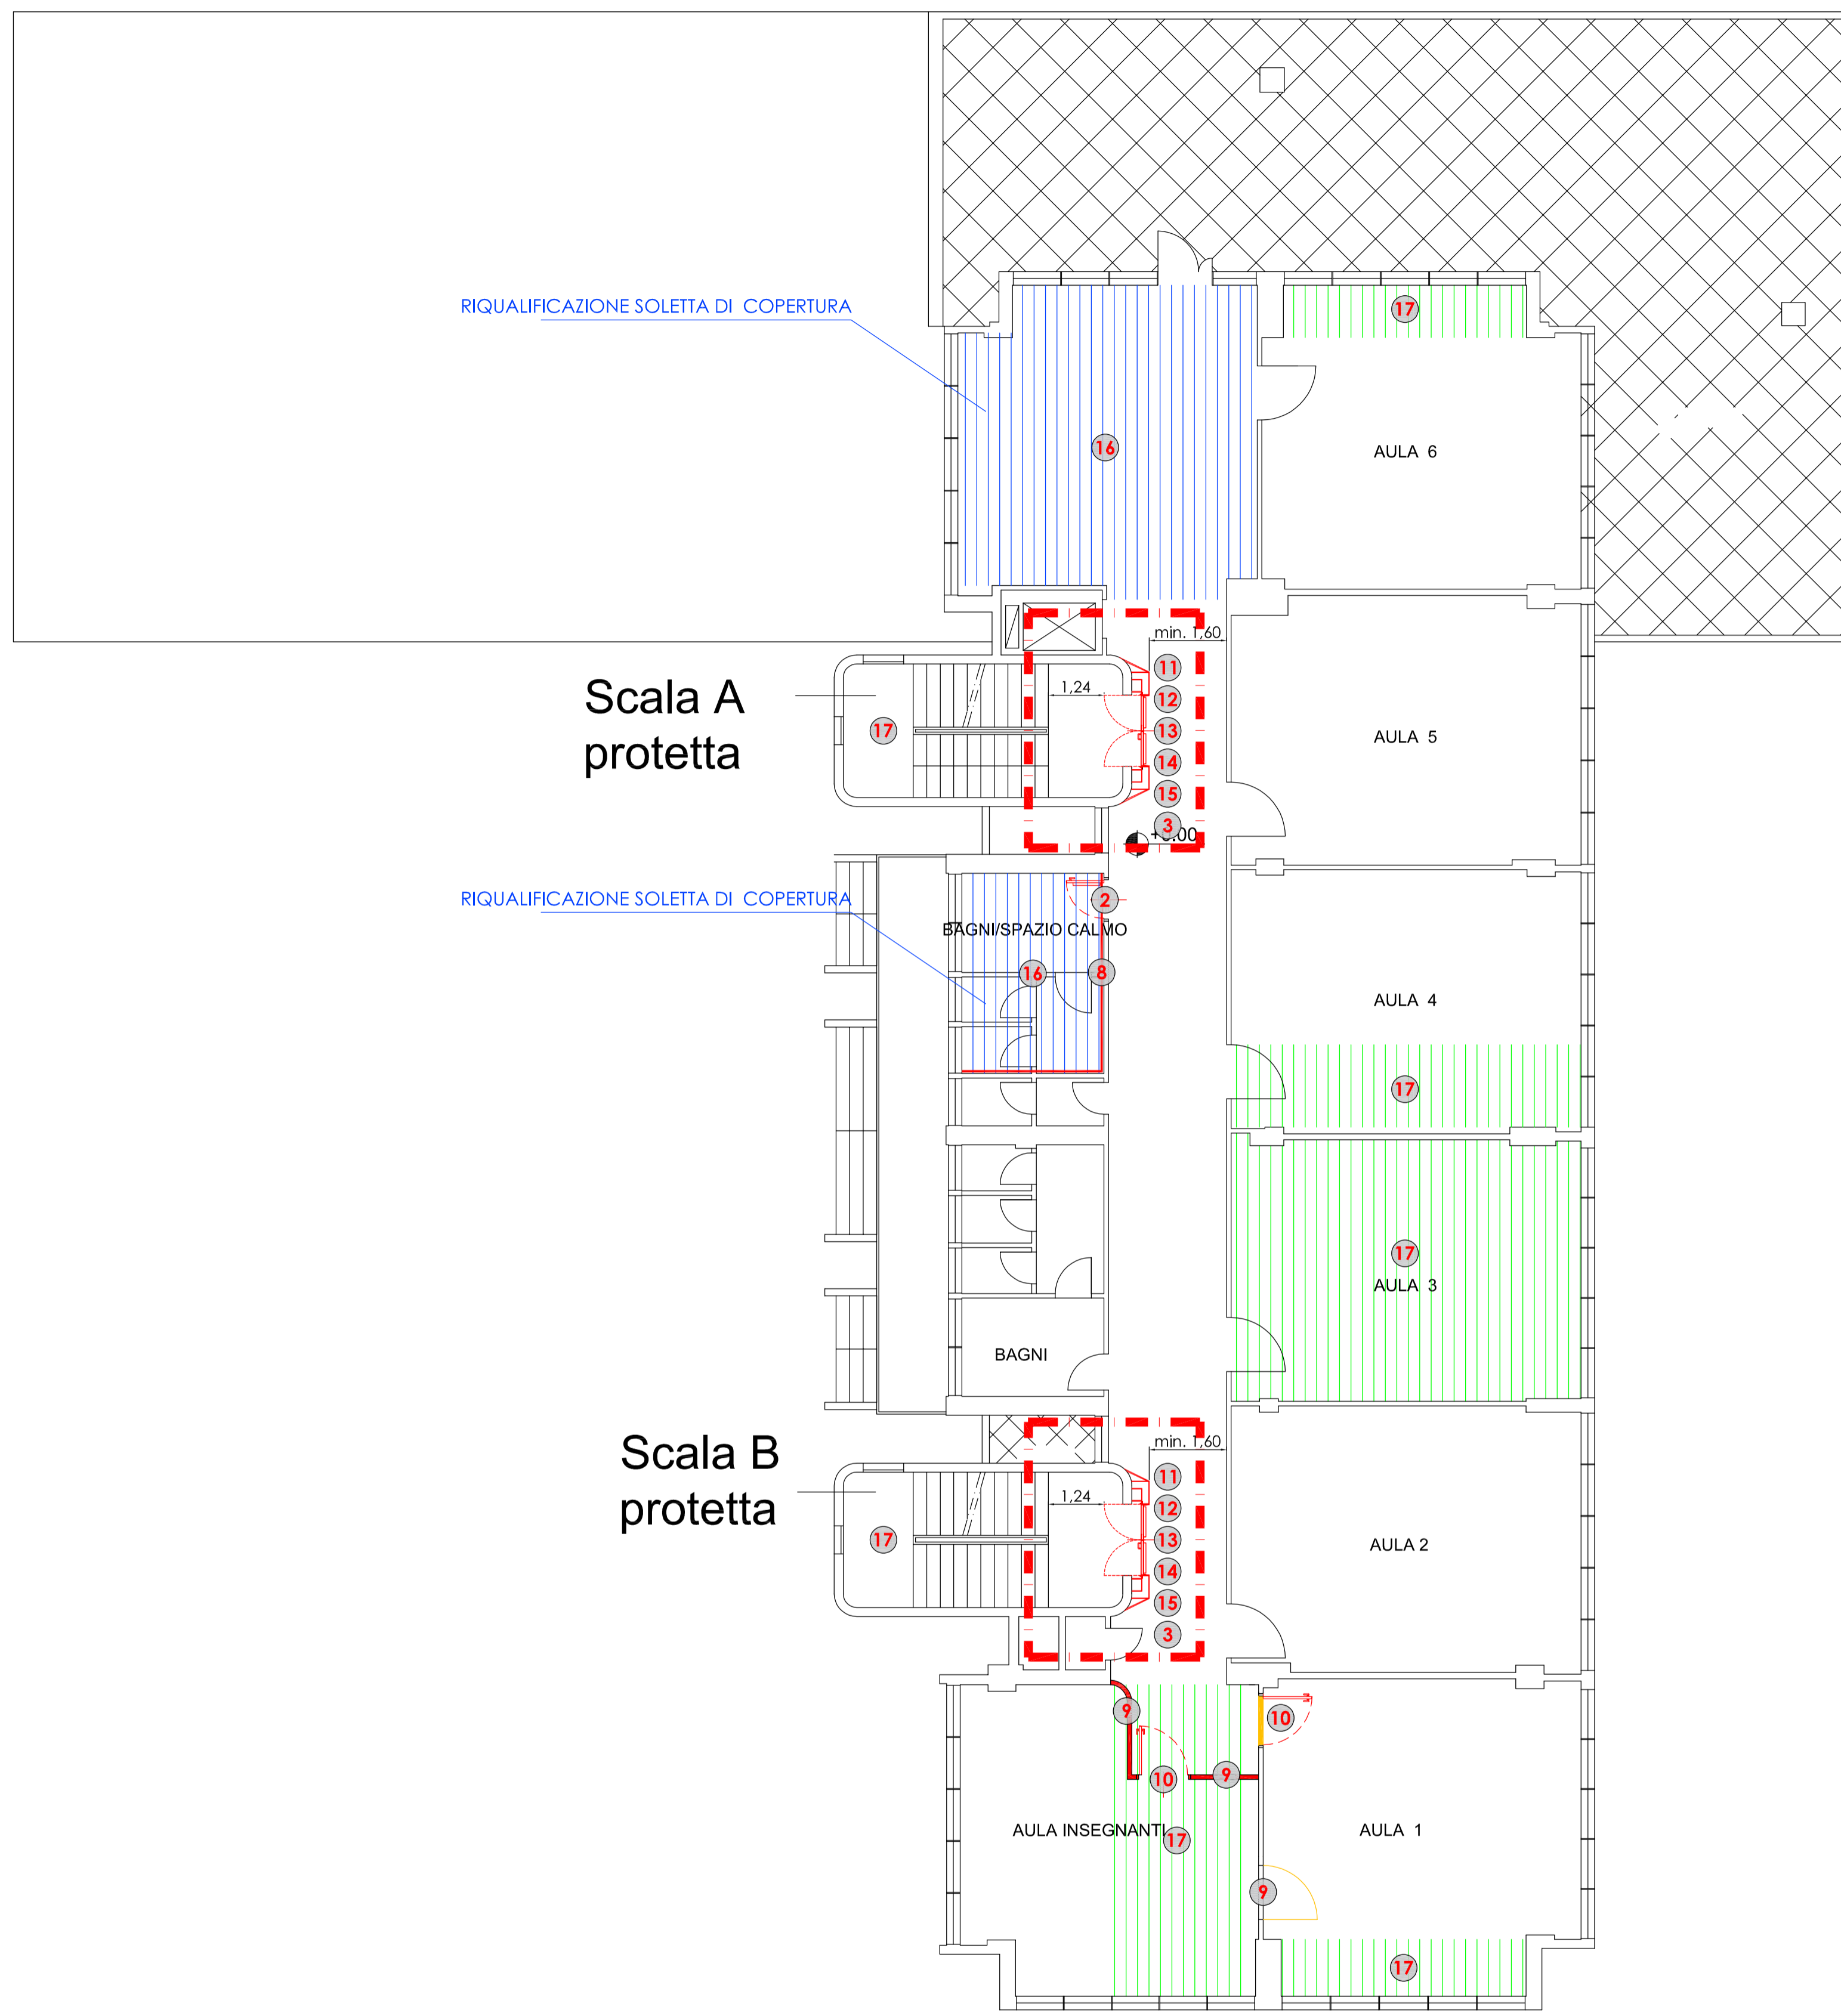 RIQUALIFICAZIONE SOLETTA DI COPERTURA
17
16
AULA 6
min. 1,60
11
Scala A
protetta
1,24
12
17
13
AULA 5
14
15
3
RIQUALIFICAZIONE SOLETTA DI COPERTURA
2
BAGNI/SPAZIO CALMO
16
8
AULA 4
17
17
AULA 3
BAGNI
min. 1,60
Scala B
protetta
11
1,24
12
17
13
AULA 2
14
15
3
9
10
10
9
AULA INSEGNANTI
17
AULA 1
9
17